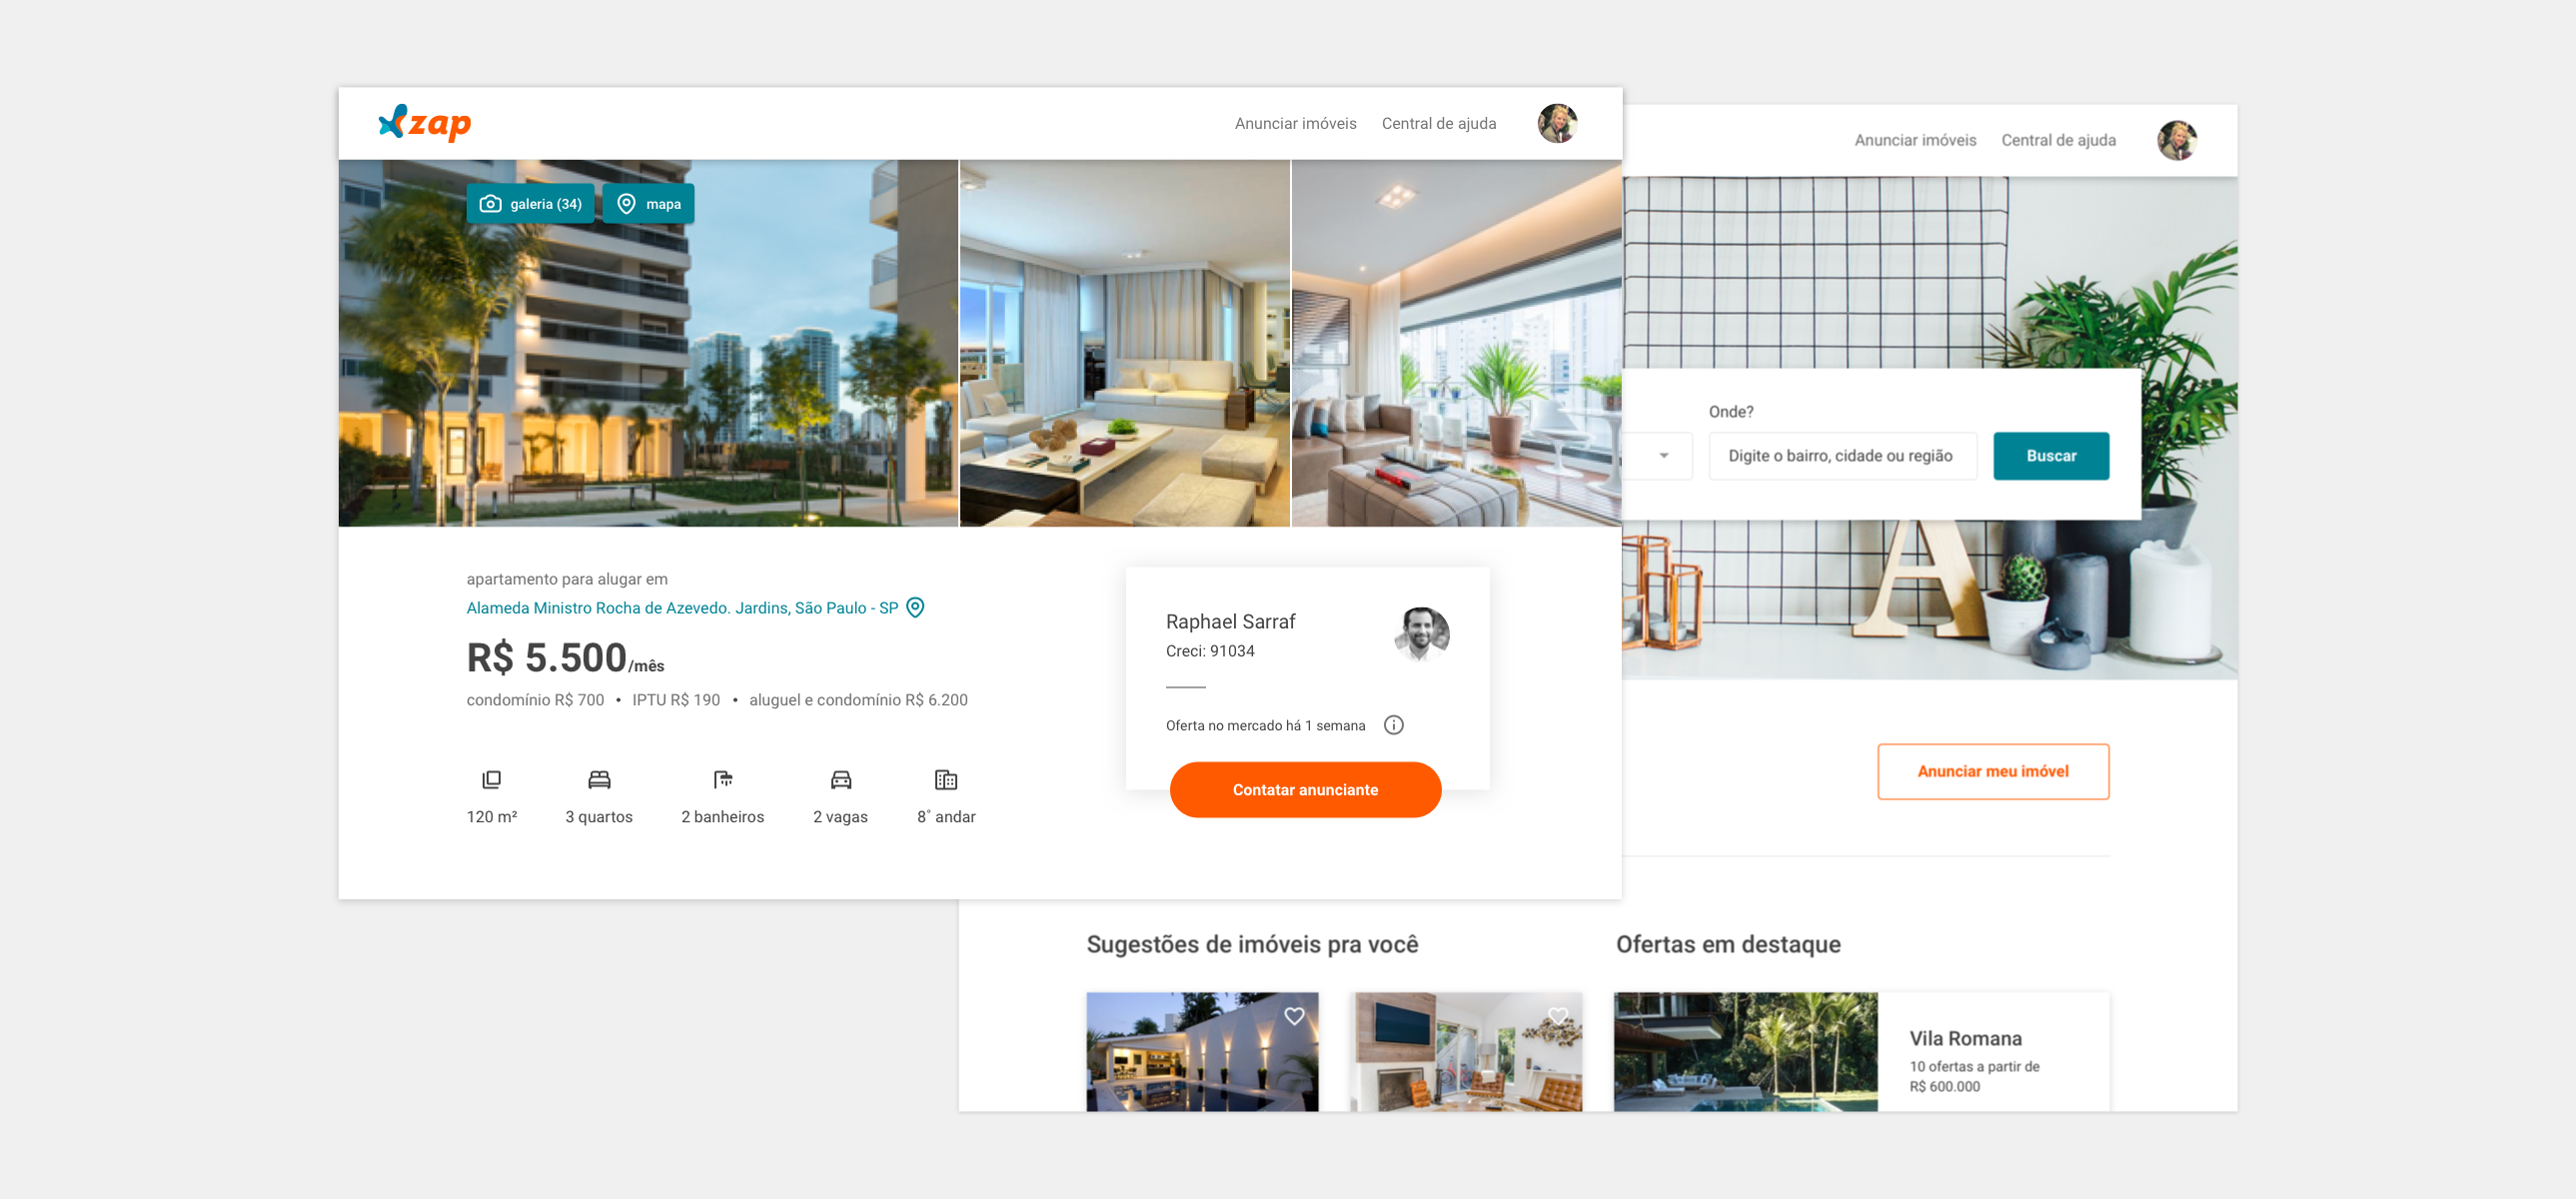 zap
Anunciar imóveis
Central de ajuda
galeria (34)
mapa
apartamento para alugar em
Alameda Ministro Rocha de Azevedo. Jardins, São Paulo - SP
R$ 5.500/mês
condomínio R$ 700 • IPTU R$ 190 • aluguel e condomínio R$ 6.200
120 m²
3 quartos
2 banheiros
2 vagas
8° andar
Raphael Sarraf
Creci: 91034
Oferta no mercado há 1 semana
Contatar anunciante
Anunciar imóveis
Central de ajuda
Onde?
Digite o bairro, cidade ou região
Buscar
A
Anunciar meu imóvel
Sugestões de imóveis pra você
Ofertas em destaque
Vila Romana
10 ofertas a partir de
R$ 600.000